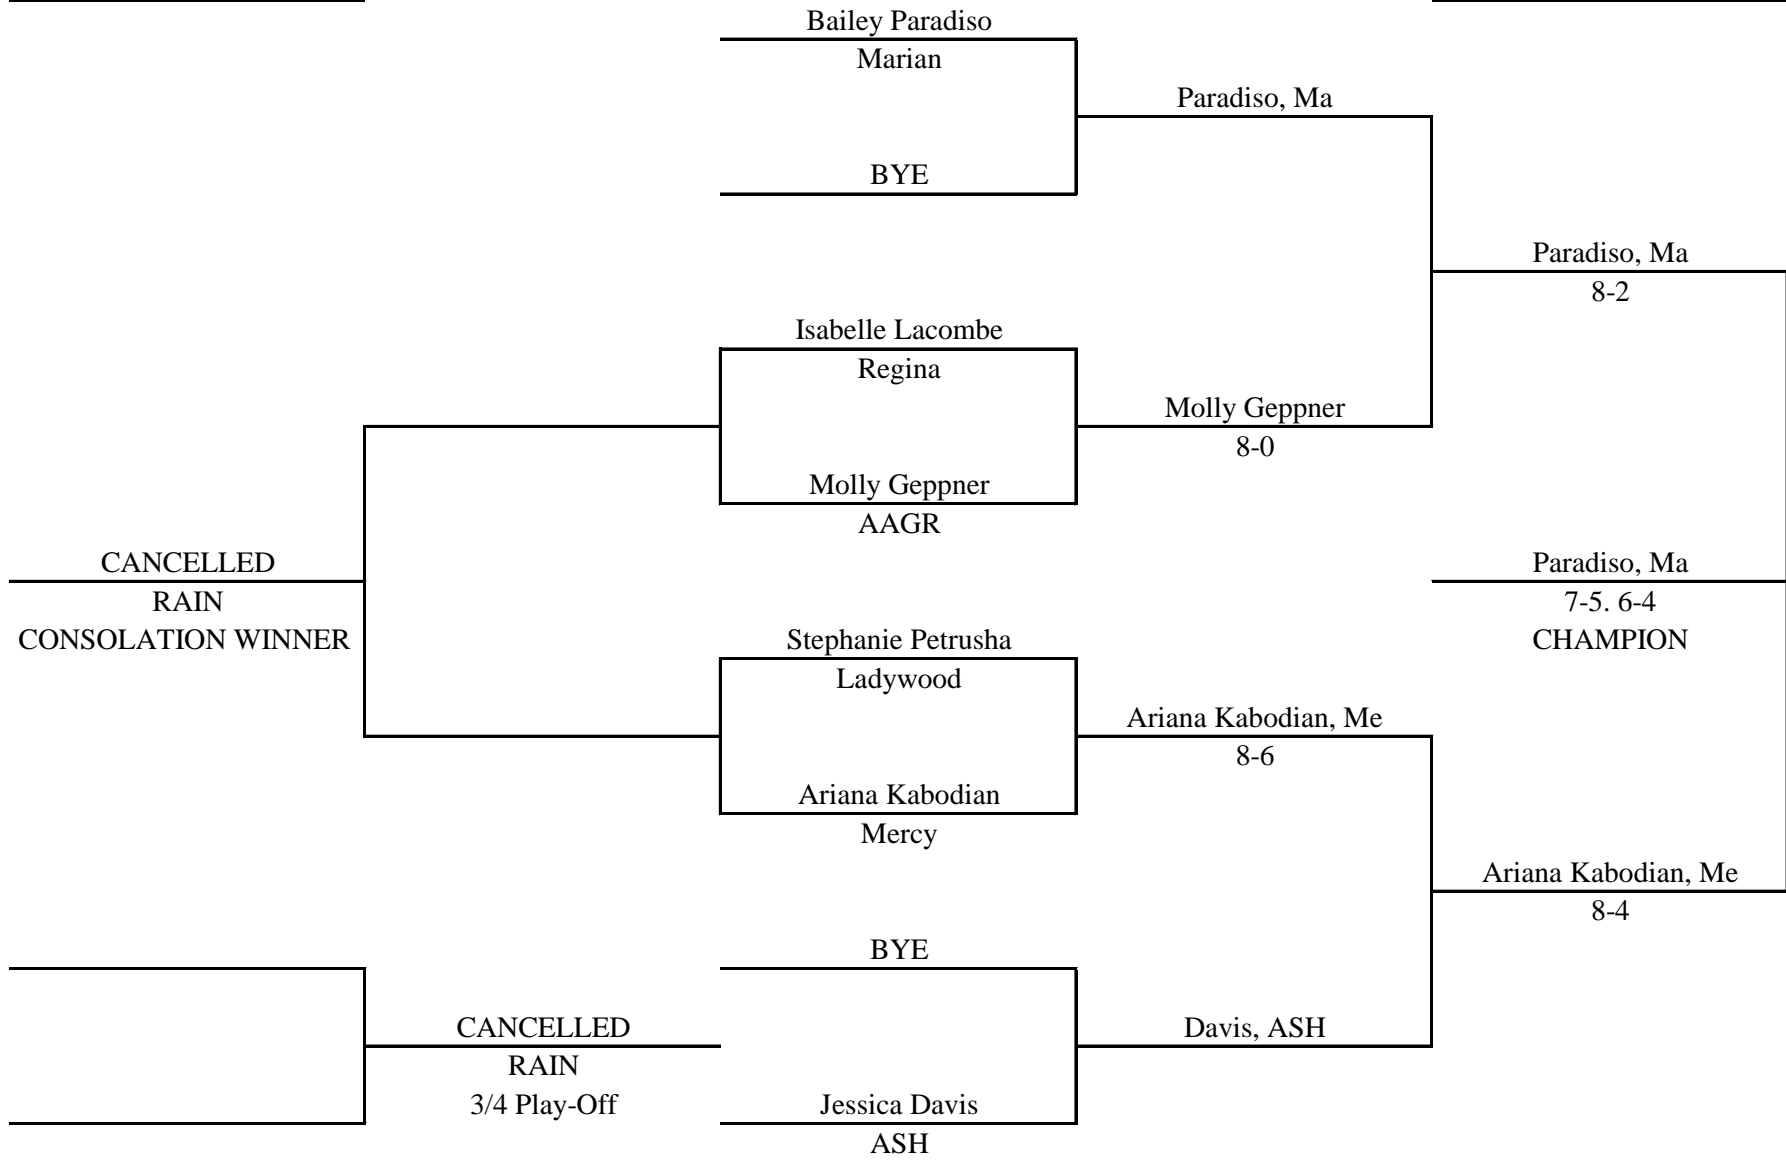 Bailey Paradiso
Marian
Paradiso, Ma
BYE
Paradiso, Ma
8-2
Isabelle Lacombe
Regina
Molly Geppner
8-0
Molly Geppner
AAGR
CANCELLED
RAIN
CONSOLATION WINNER
Paradiso, Ma
7-5. 6-4
CHAMPION
Stephanie Petrusha
Ladywood
Ariana Kabodian, Me
8-6
Ariana Kabodian
Mercy
Ariana Kabodian, Me
8-4
BYE
CANCELLED
RAIN
3/4 Play-Off
Davis, ASH
Jessica Davis
ASH